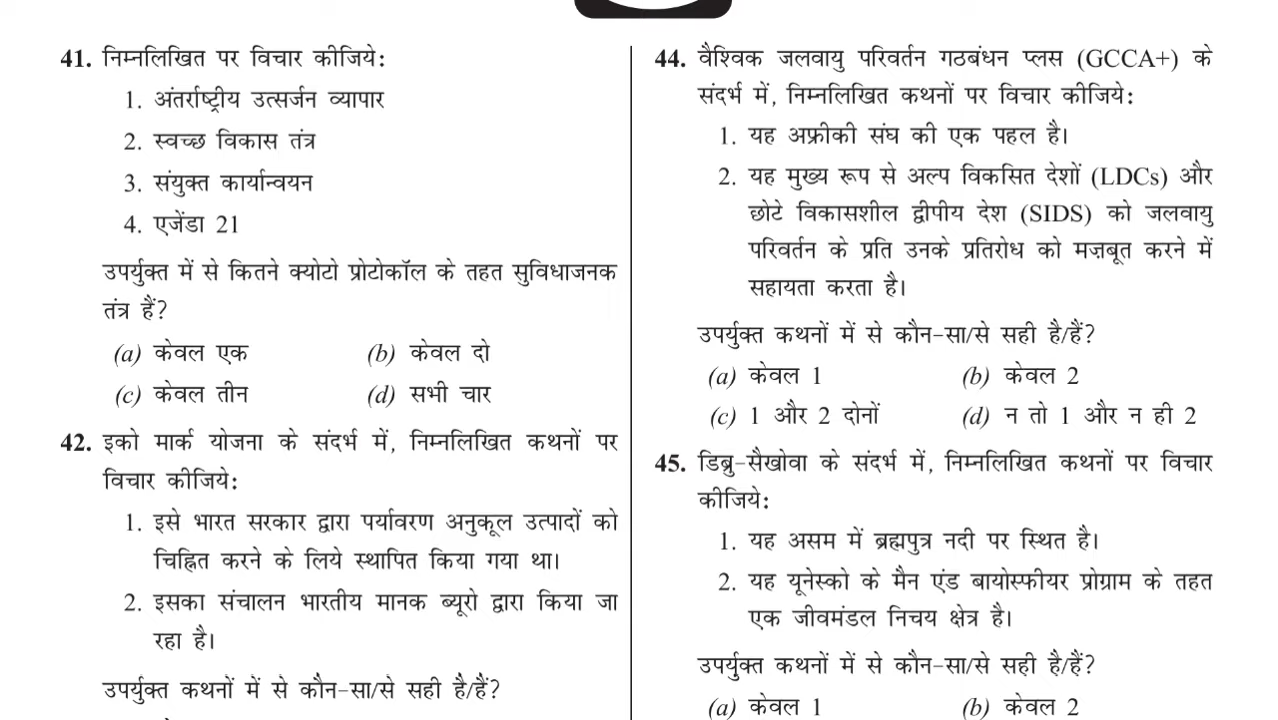 41. निम्नलिखित पर विचार कीजिये:
1. अंतर्राष्ट्रीय उत्सर्जन व्यापार
2. स्वच्छ विकास तंत्र
3. संयुक्त कार्यान्वयन
4. एजेंडा 21
उपर्युक्त में से कितने क्योटो प्रोटोकॉल के तहत सुविधाजनक
तंत्र हैं?
(a) केवल एक (b) केवल दो
(c) केवल तीन (d) सभी चार
42. इको मार्क योजना के संदर्भ में, निम्नलिखित कथनों पर
विचार कीजिये:
1. इसे भारत सरकार द्वारा पर्यावरण अनुकूल उत्पादों को
चिह्नित करने के लिये स्थापित किया गया था।
2. इसका संचालन भारतीय मानक ब्यूरो द्वारा किया जा
रहा है।
उपर्युक्त कथनों में से कौन-सा/से सही है/हैं?
44. वैश्विक जलवायु परिवर्तन गठबंधन प्लस (GCCA+) के
संदर्भ में, निम्नलिखित कथनों पर विचार कीजिये:
1. यह अफ्रीकी संघ की एक पहल है।
2. यह मुख्य रूप से अल्प विकसित देशों (LDCs) और
छोटे विकासशील द्वीपीय देश (SIDS) को जलवायु
परिवर्तन के प्रति उनके प्रतिरोध को मज़बूत करने में
सहायता करता है।
उपर्युक्त कथनों में से कौन-सा/से सही है/हैं?
(a) केवल 1 (b) केवल 2
(c) 1 और 2 दोनों (d) न तो 1 और न ही 2
45. डिब्रु-सैखोवा के संदर्भ में, निम्नलिखित कथनों पर विचार
कीजिये:
1. यह असम में ब्रह्मपुत्र नदी पर स्थित है।
2. यह यूनेस्को के मैन एंड बायोस्फीयर प्रोग्राम के तहत
एक जीवमंडल निचय क्षेत्र है।
उपर्युक्त कथनों में से कौन-सा/से सही है/हैं?
(a) केवल 1 (b) केवल 2